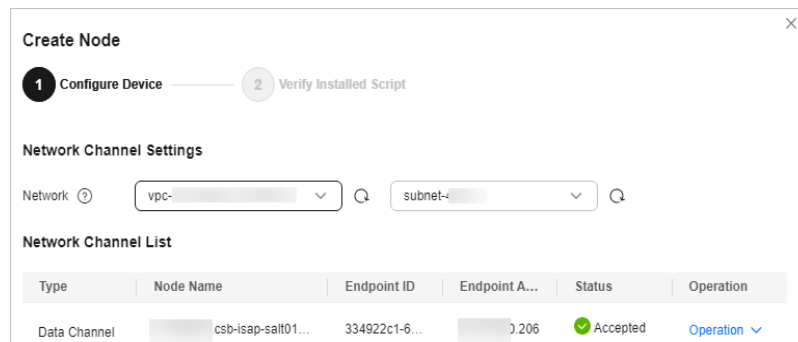 Create Node
1 Configure Device 2 Verify Installed Script
Network Channel Settings
Network ? vpc- subnet-
Network Channel List
Type Node Name Endpoint ID Endpoint A... Status Operation
Data Channel csb-isap-salt01... 334922c1-6... 0.206 Accepted Operation